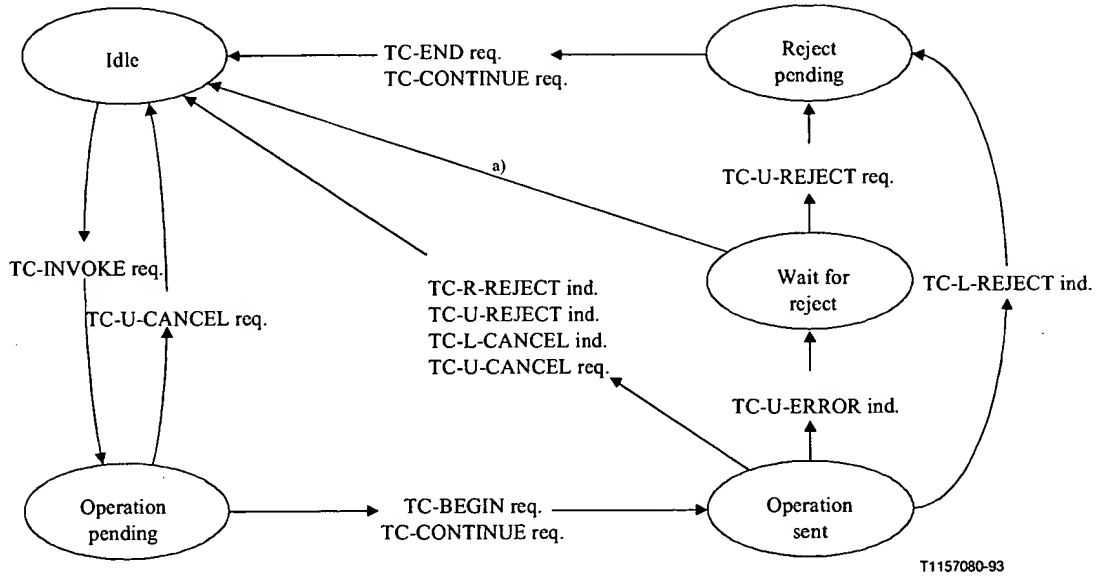 Idle
TC-END req.
TC-CONTINUE req.
Reject
pending
a)
TC-U-REJECT req.
TC-INVOKE req.
TC-U-CANCEL req.
TC-R-REJECT ind.
TC-U-REJECT ind.
TC-L-CANCEL ind.
TC-U-CANCEL req.
Wait for
reject
TC-L-REJECT ind.
TC-U-ERROR ind.
Operation
pending
TC-BEGIN req.
TC-CONTINUE req.
Operation
sent
T1157080-93